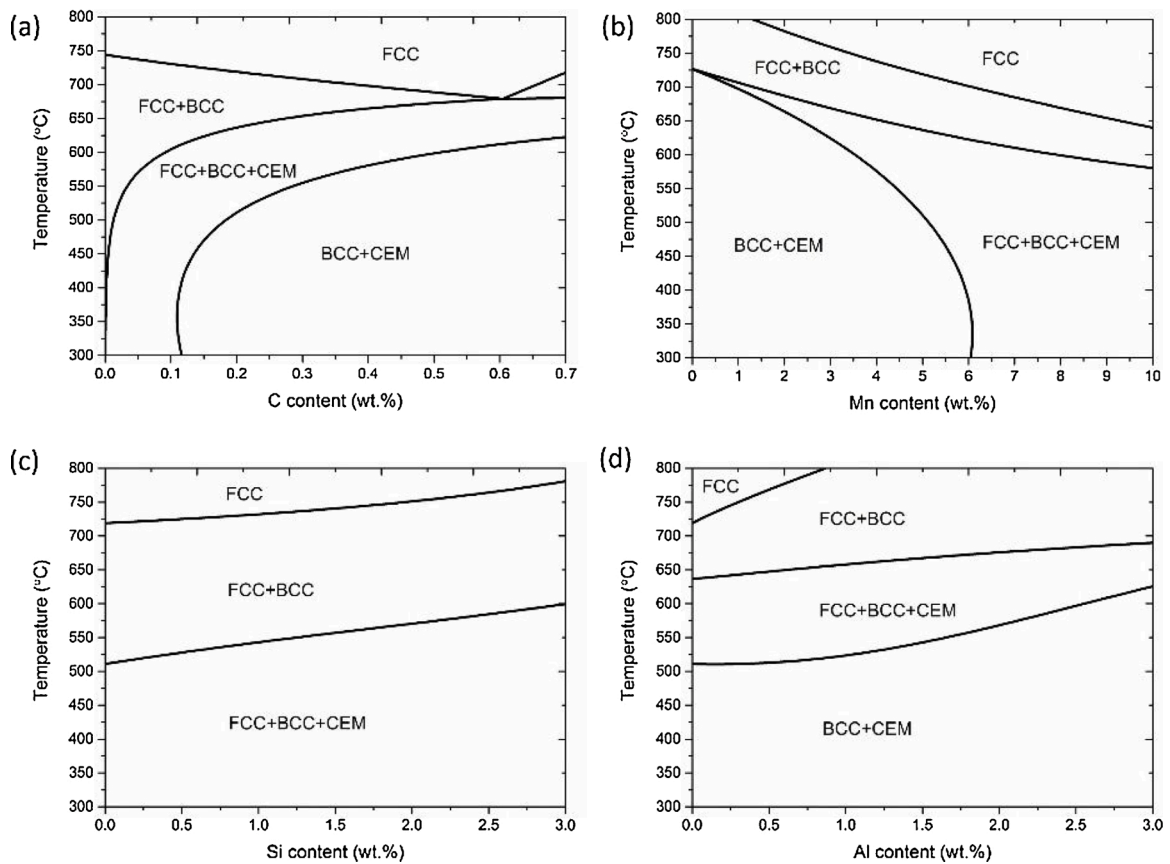 (a)
800
750
700
650
600
550
500
450
400
350
300
Temperature (°C)
FCC
FCC+BCC
FCC+BCC+CEM
BCC+CEM
0.0 0.1 0.2 0.3 0.4 0.5 0.6 0.7
C content (wt.%)
(b)
800
750
700
650
600
550
500
450
400
350
300
Temperature (°C)
FCC
FCC+BCC
BCC+CEM
FCC+BCC+CEM
0 1 2 3 4 5 6 7 8 9 10
Mn content (wt.%)
(c)
800
750
700
650
600
550
500
450
400
350
300
Temperature (°C)
FCC
FCC+BCC
FCC+BCC+CEM
0.0 0.5 1.0 1.5 2.0 2.5 3.0
Si content (wt.%)
(d)
800
750
700
650
600
550
500
450
400
350
300
Temperature (°C)
FCC
FCC+BCC
FCC+BCC+CEM
BCC+CEM
0.0 0.5 1.0 1.5 2.0 2.5 3.0
Al content (wt.%)